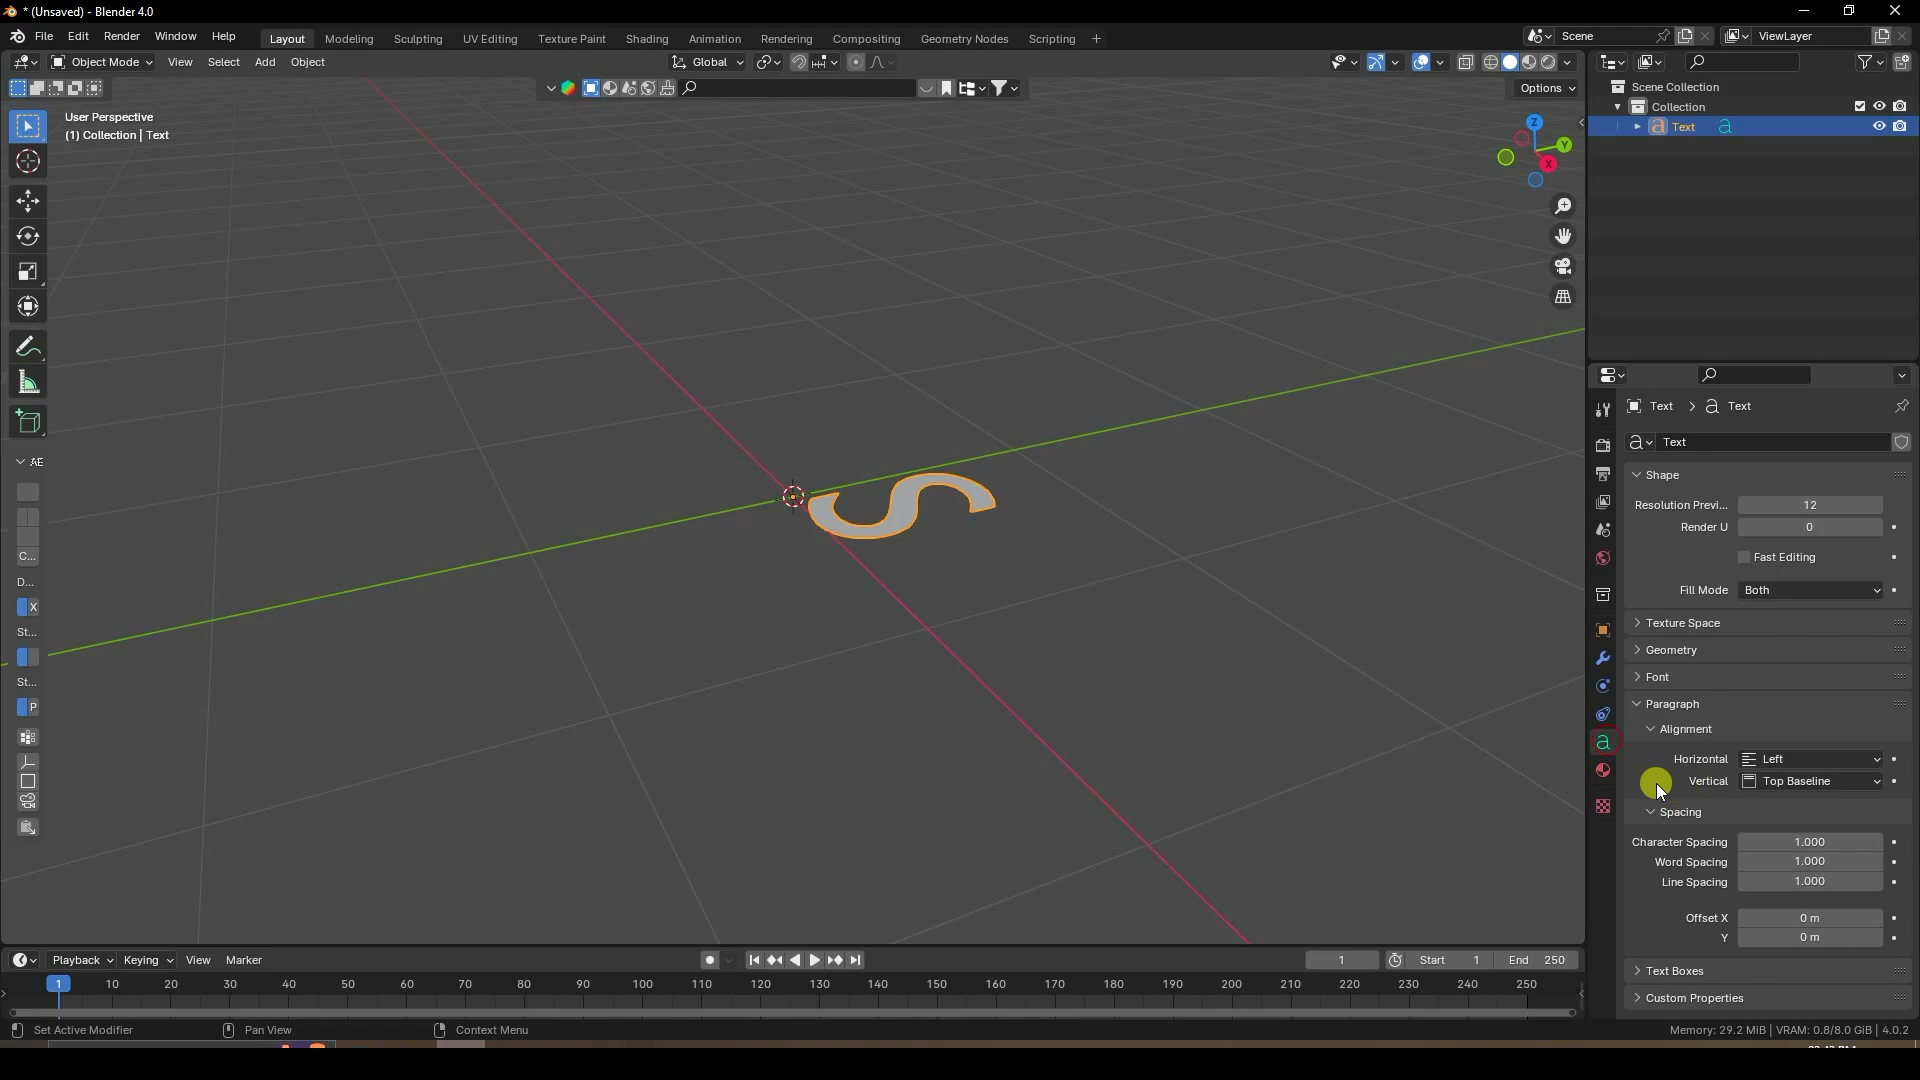 * (Unsaved) - Blender 4.0
File Edit Render Window Help Layout Modeling Sculpting UV Editing Texture Paint Shading Animation Rendering Compositing Geometry Nodes Scripting + Scene ViewLayer
Object Mode View Select Add Object Global
Options
User Perspective
(1) Collection | Text
Z
Y
X
S
AE
C...
D...
X
St...
St...
P
Scene Collection
Collection
Text
Text > Text
Text
Shape
Resolution Previ... 12
Render U 0
Fast Editing
Fill Mode Both
Texture Space
Geometry
Font
Paragraph
Alignment
Horizontal Left
Vertical Top Baseline
Spacing
Character Spacing 1.000
Word Spacing 1.000
Line Spacing 1.000
Offset X 0 m
Y 0 m
Text Boxes
Custom Properties
Playback Keying View Marker 1 Start 1 End 250
1 10 20 30 40 50 60 70 80 90 100 110 120 130 140 150 160 170 180 190 200 210 220 230 240 250
Set Active Modifier Pan View Context Menu Memory: 29.2 MiB | VRAM: 0.8/8.0 GiB | 4.0.2